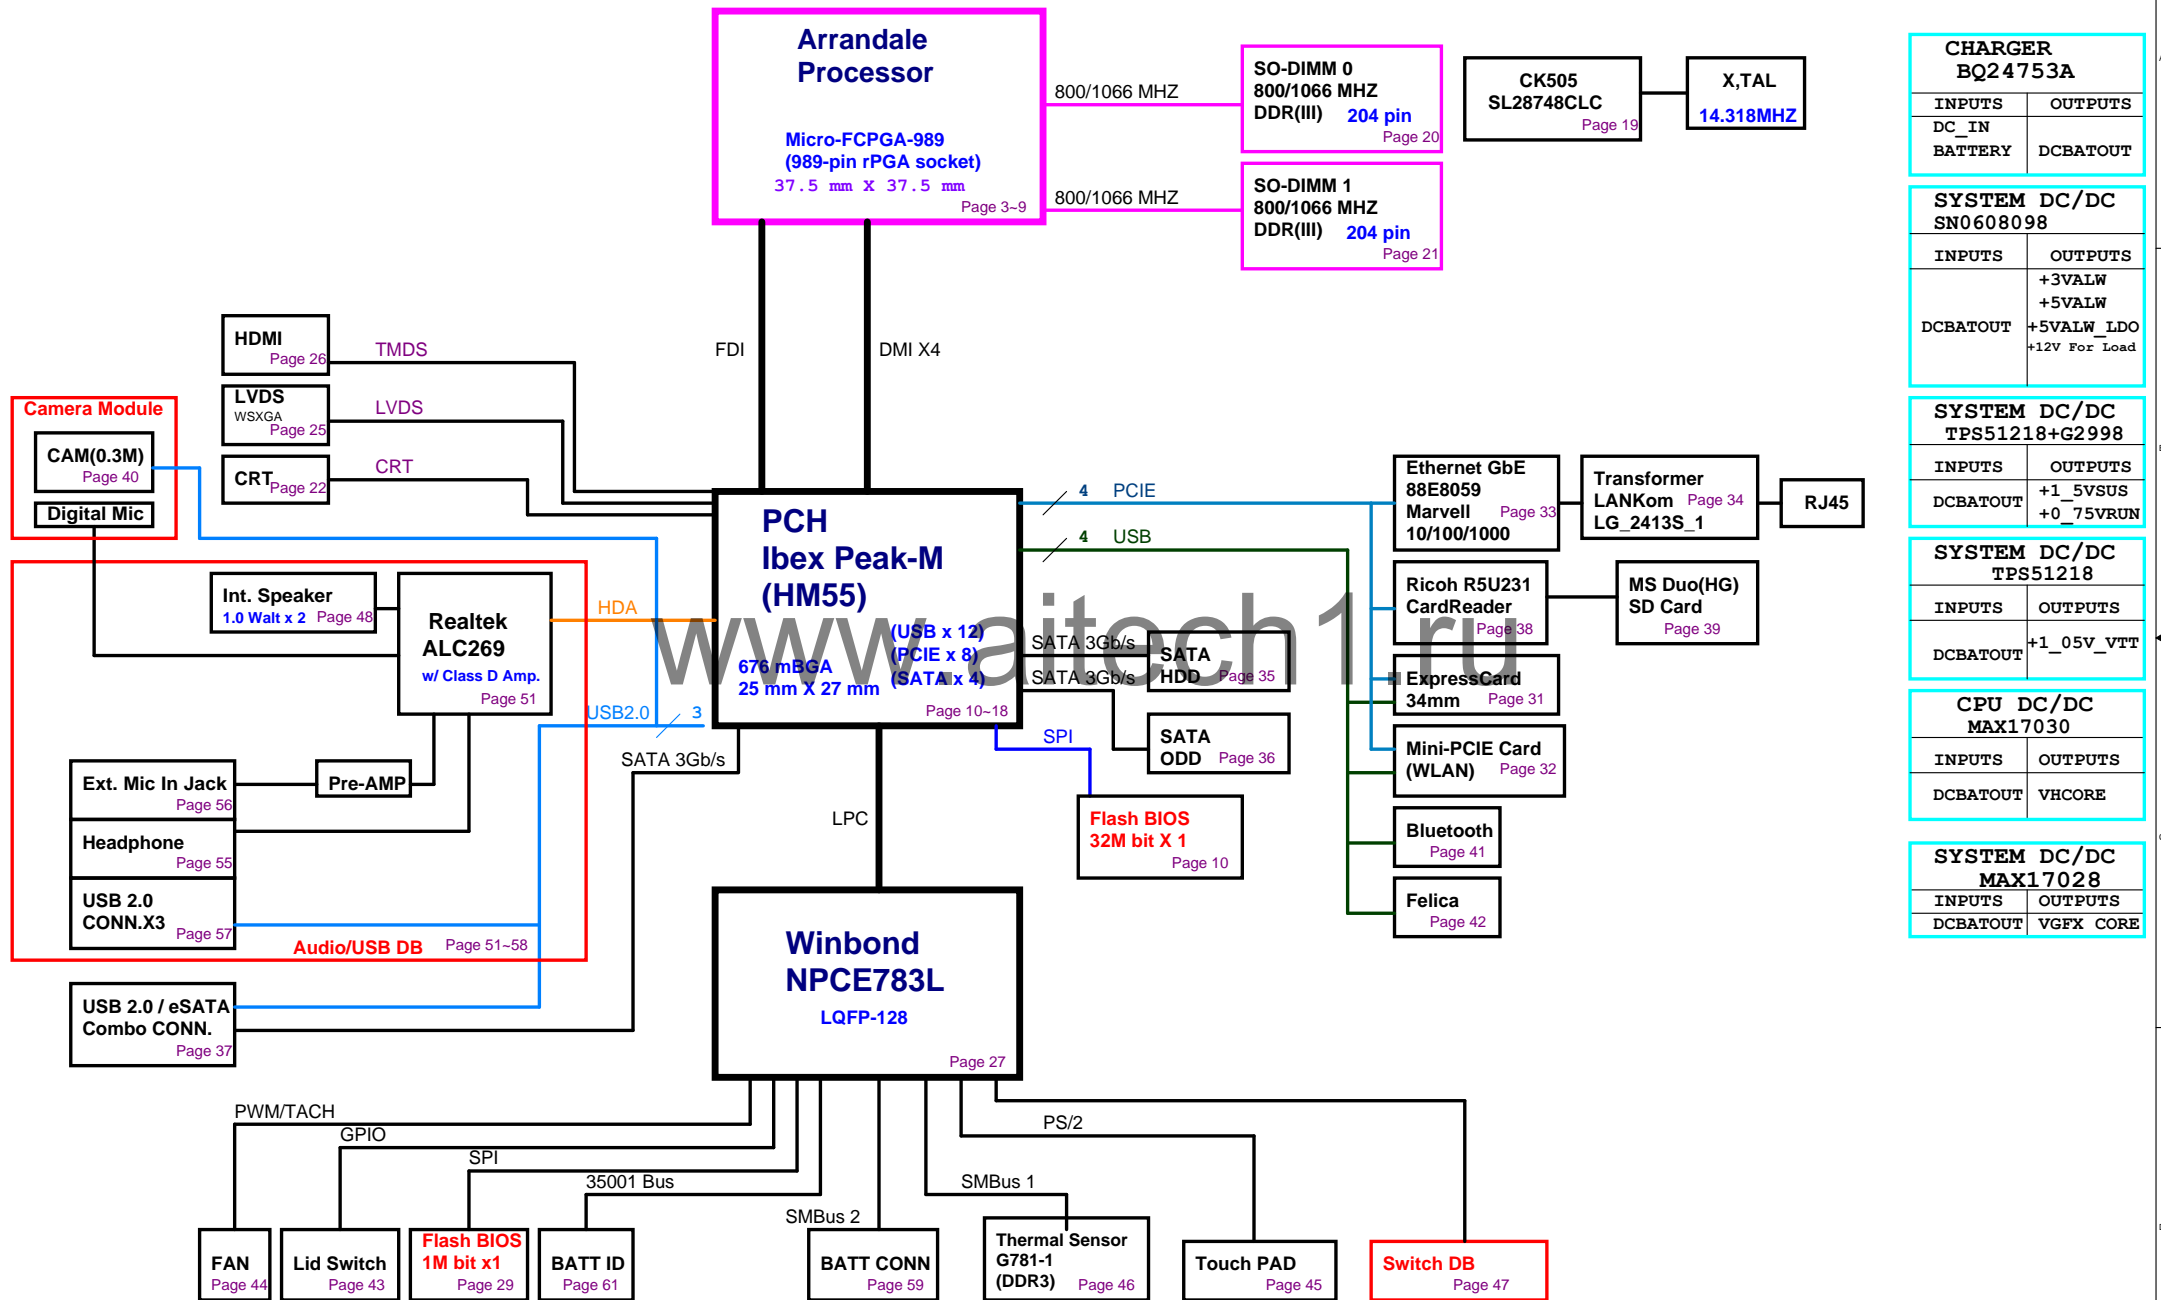 Arrandale
Processor
Micro-FCPGA-989
(989-pin rPGA socket)
37.5 mm X 37.5 mm
Page 3~9
800/1066 MHZ
800/1066 MHZ
SO-DIMM 0
800/1066 MHZ
DDR(III) 204 pin
Page 20
SO-DIMM 1
800/1066 MHZ
DDR(III) 204 pin
Page 21
CK505
SL28748CLC
Page 19
X,TAL
14.318MHZ
FDI
DMI X4
HDMI
Page 26
TMDS
LVDS
WSXGA
Page 25
LVDS
CRT
Page 22
CRT
Camera Module
CAM(0.3M)
Page 40
Digital Mic
PCH
Ibex Peak-M
(HM55)
(USB x 12)
(PCIE x 8)
(SATA x 4)
676 mBGA
25 mm X 27 mm
Page 10~18
www.aitech1.ru
4 PCIE
4 USB
Ethernet GbE
88E8059
Marvell
10/100/1000
Page 33
Transformer
LANKom
LG_2413S_1
Page 34
RJ45
Ricoh R5U231
CardReader
Page 38
MS Duo(HG)
SD Card
Page 39
ExpressCard
34mm
Page 31
Mini-PCIE Card
(WLAN)
Page 32
Bluetooth
Page 41
Felica
Page 42
SATA 3Gb/s
SATA
HDD
Page 35
SATA 3Gb/s
SATA
ODD
Page 36
SPI
Flash BIOS
32M bit X 1
Page 10
Int. Speaker
1.0 Walt x 2 Page 48
Realtek
ALC269
w/ Class D Amp.
Page 51
HDA
USB2.0
3
SATA 3Gb/s
Ext. Mic In Jack
Page 56
Pre-AMP
Headphone
Page 55
USB 2.0
CONN.X3
Page 57
Audio/USB DB Page 51~58
USB 2.0 / eSATA
Combo CONN.
Page 37
LPC
Winbond
NPCE783L
LQFP-128
Page 27
PWM/TACH
GPIO
SPI
35001 Bus
SMBus 2
SMBus 1
PS/2
FAN
Page 44
Lid Switch
Page 43
Flash BIOS
1M bit x1
Page 29
BATT ID
Page 61
BATT CONN
Page 59
Thermal Sensor
G781-1
(DDR3)
Page 46
Touch PAD
Page 45
Switch DB
Page 47
CHARGER
BQ24753A
INPUTS OUTPUTS
DC_IN
BATTERY DCBATOUT
SYSTEM DC/DC
SN0608098
INPUTS OUTPUTS
+3VALW
+5VALW
DCBATOUT +5VALW_LDO
+12V For Load
SYSTEM DC/DC
TPS51218+G2998
INPUTS OUTPUTS
DCBATOUT +1_5VSUS
+0_75VRUN
SYSTEM DC/DC
TPS51218
INPUTS OUTPUTS
DCBATOUT +1_05V_VTT
CPU DC/DC
MAX17030
INPUTS OUTPUTS
DCBATOUT VHCORE
SYSTEM DC/DC
MAX17028
INPUTS OUTPUTS
DCBATOUT VGFX CORE